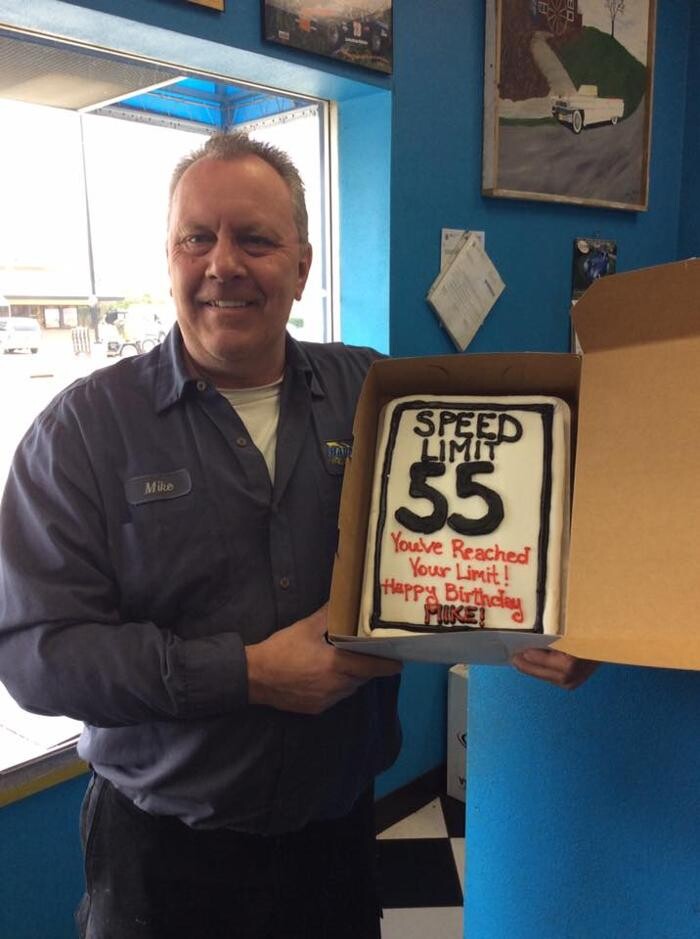 Mike
SPEED
LIMIT
55
You've Reached
Your Limit!
Happy Birthday
MIKE!